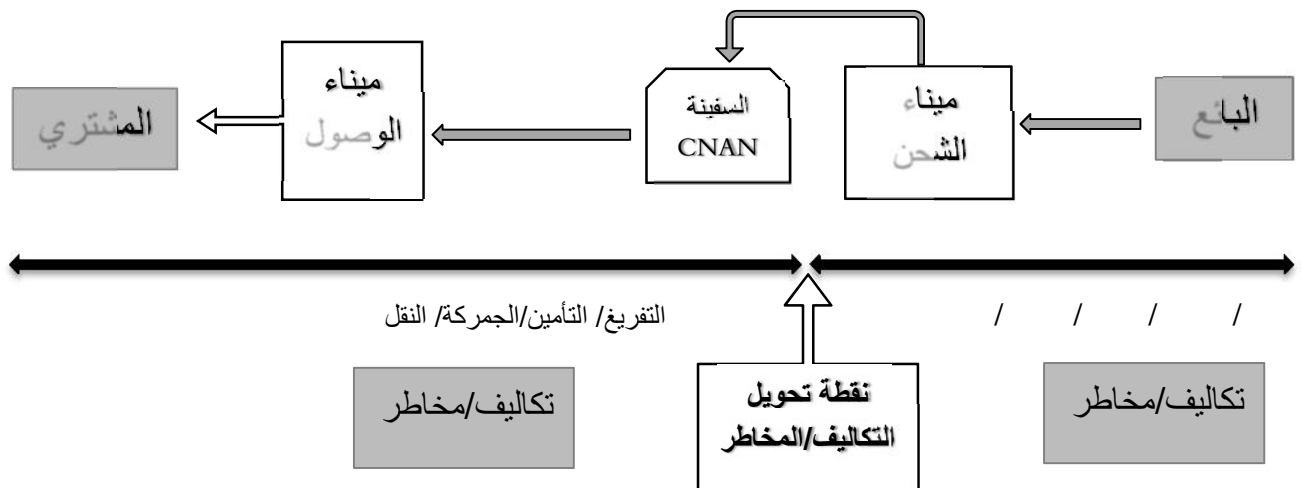 البائع
ميناء
الشحن
السفينة
CNAN
ميناء
الوصول
المشتري
/ / / /
التفريغ/ التأمين/الجمركة/ النقل
تكاليف/مخاطر
نقطة تحويل
التكاليف/المخاطر
تكاليف/مخاطر